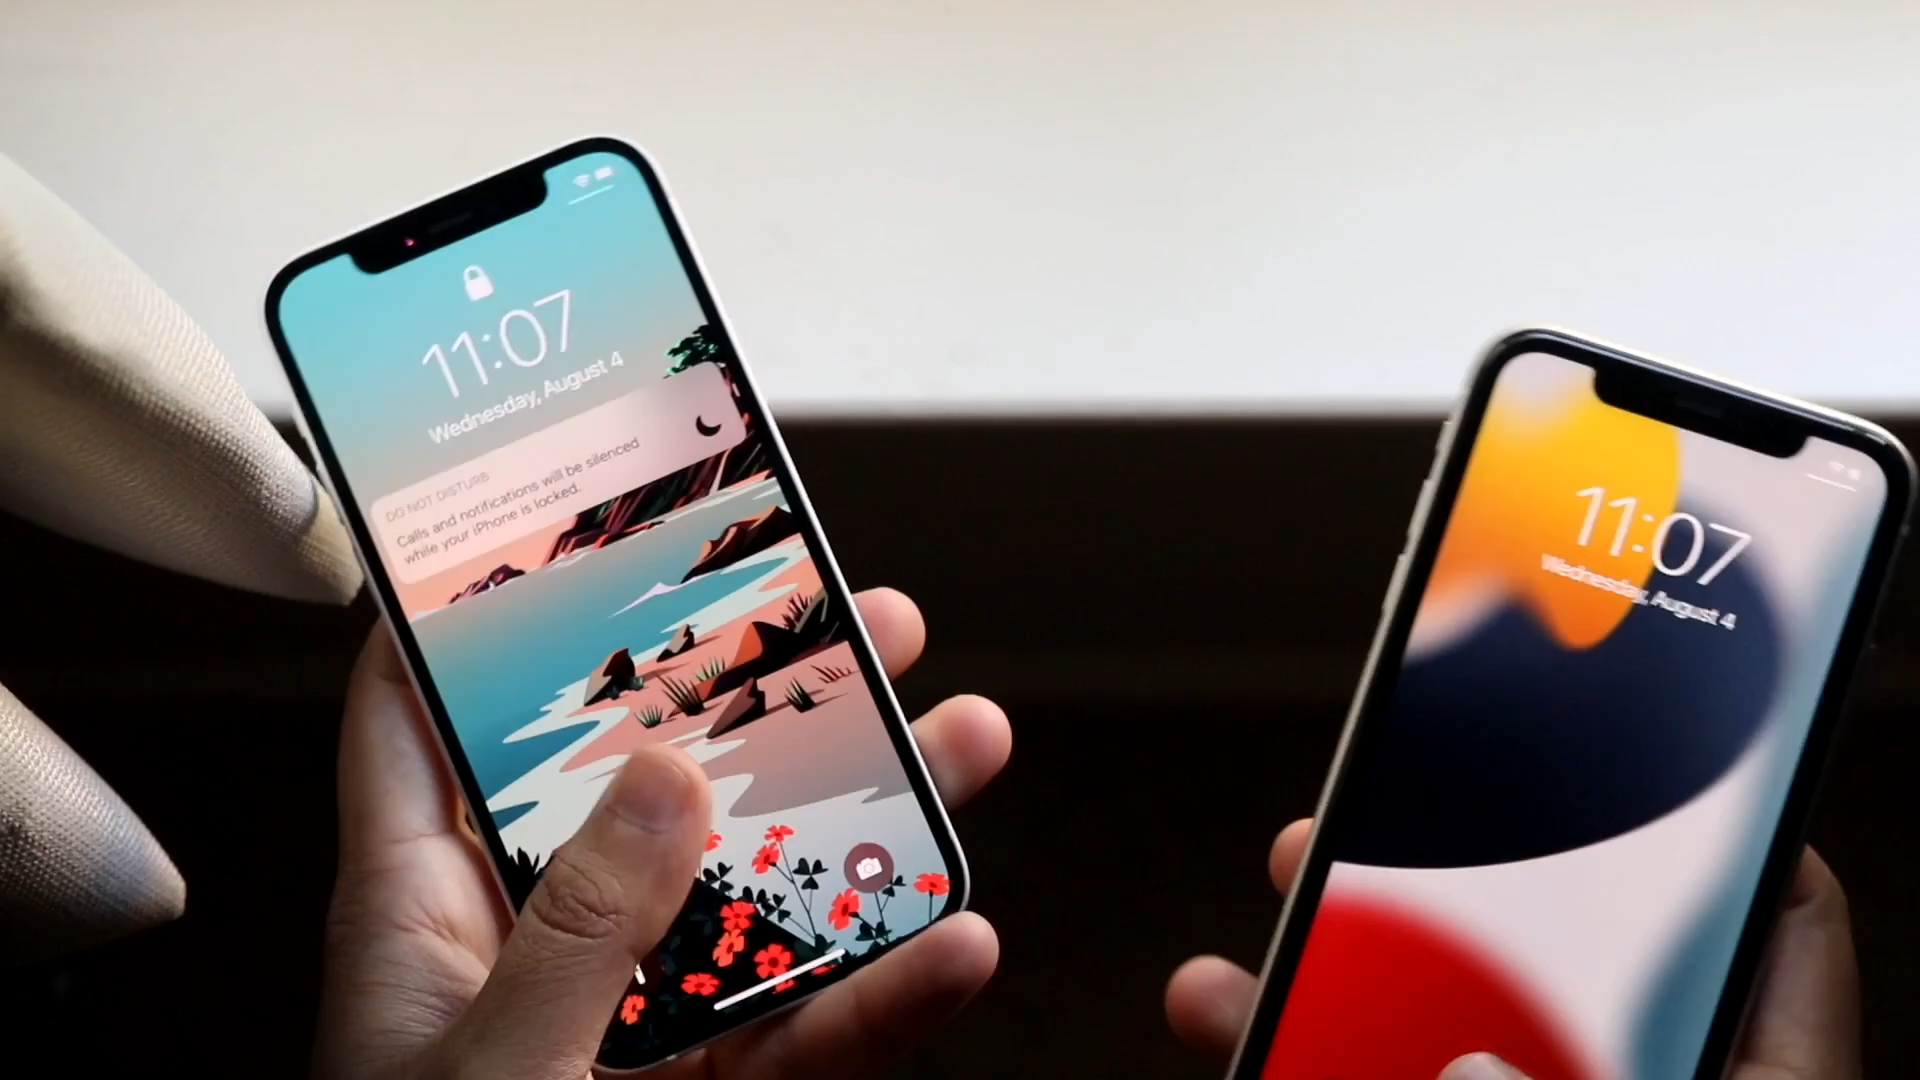 11:07
Wednesday, August 4
DO NOT DISTURB
Calls and notifications will be silenced
while your iPhone is locked.
11:07
Wednesday, August 4